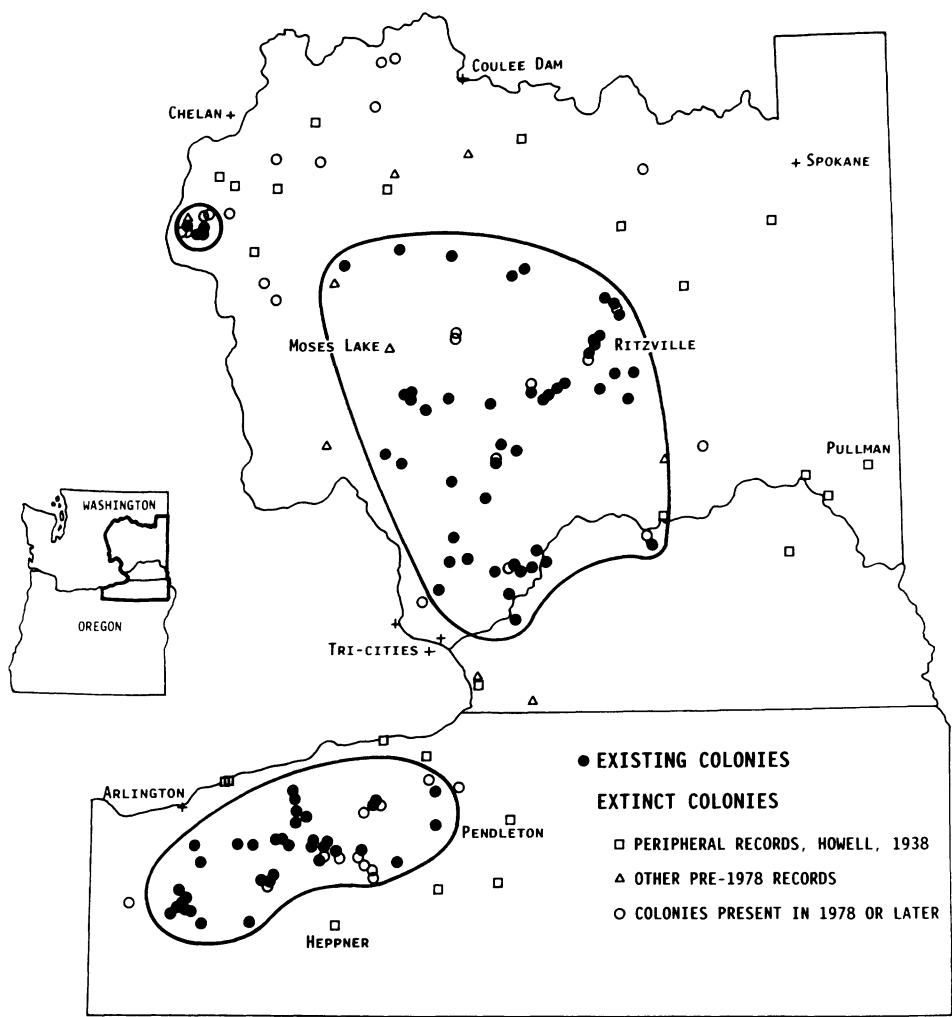 COULEE DAM
CHELAN
SPOKANE
MOSES LAKE
RITZVILLE
PULLMAN
WASHINGTON
OREGON
TRI-CITIES
● EXISTING COLONIES
ARLINGTON
EXTINCT COLONIES
PENDLETON
□ PERIPHERAL RECORDS, HOWELL, 1938
△ OTHER PRE-1978 RECORDS
○ COLONIES PRESENT IN 1978 OR LATER
HEPPNER